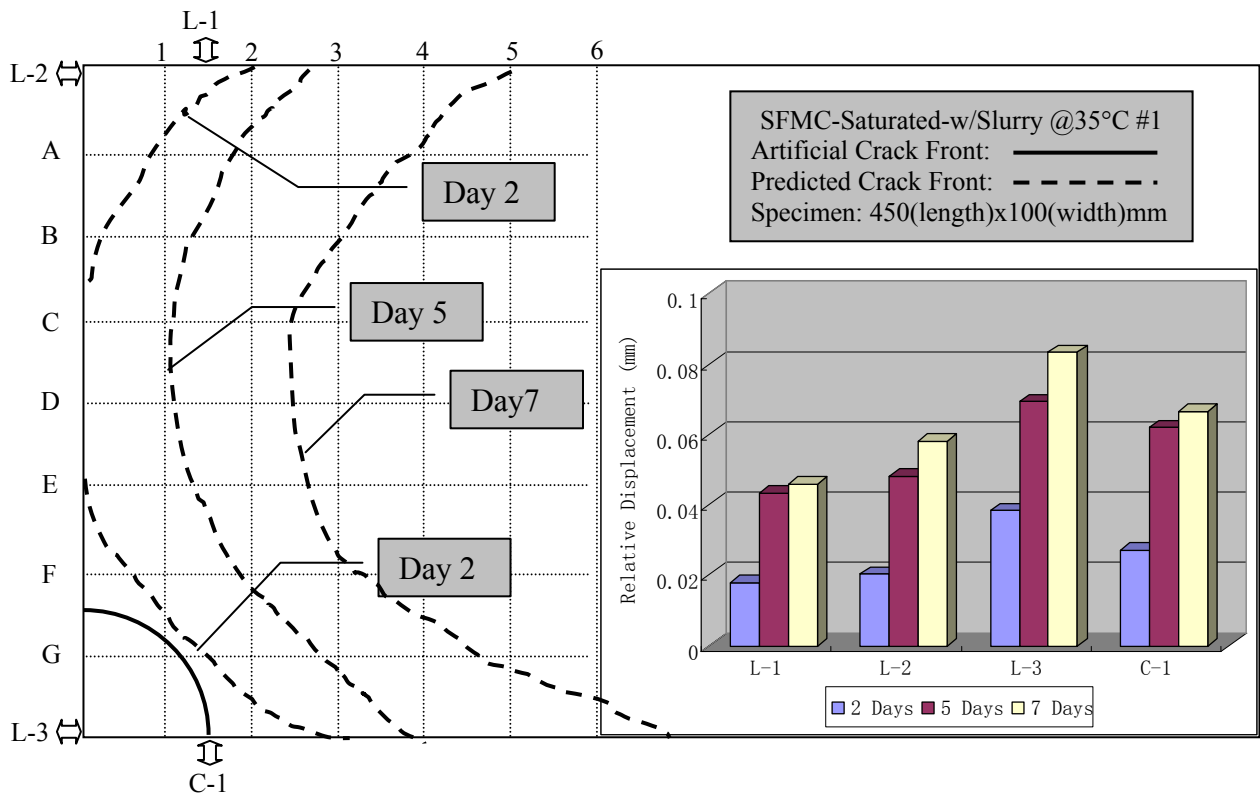 L-1
1 2 3 4 5 6
L-2
A
B
C
D
E
F
G
L-3
C-1
Day 2
Day 5
Day7
Day 2
SFMC-Saturated-w/Slurry @35°C #1
Artificial Crack Front:
Predicted Crack Front:
Specimen: 450(length)x100(width)mm
Relative Displacement (mm)
0.1
0.08
0.06
0.04
0.02
0
L-1 L-2 L-3 C-1
2 Days 5 Days 7 Days